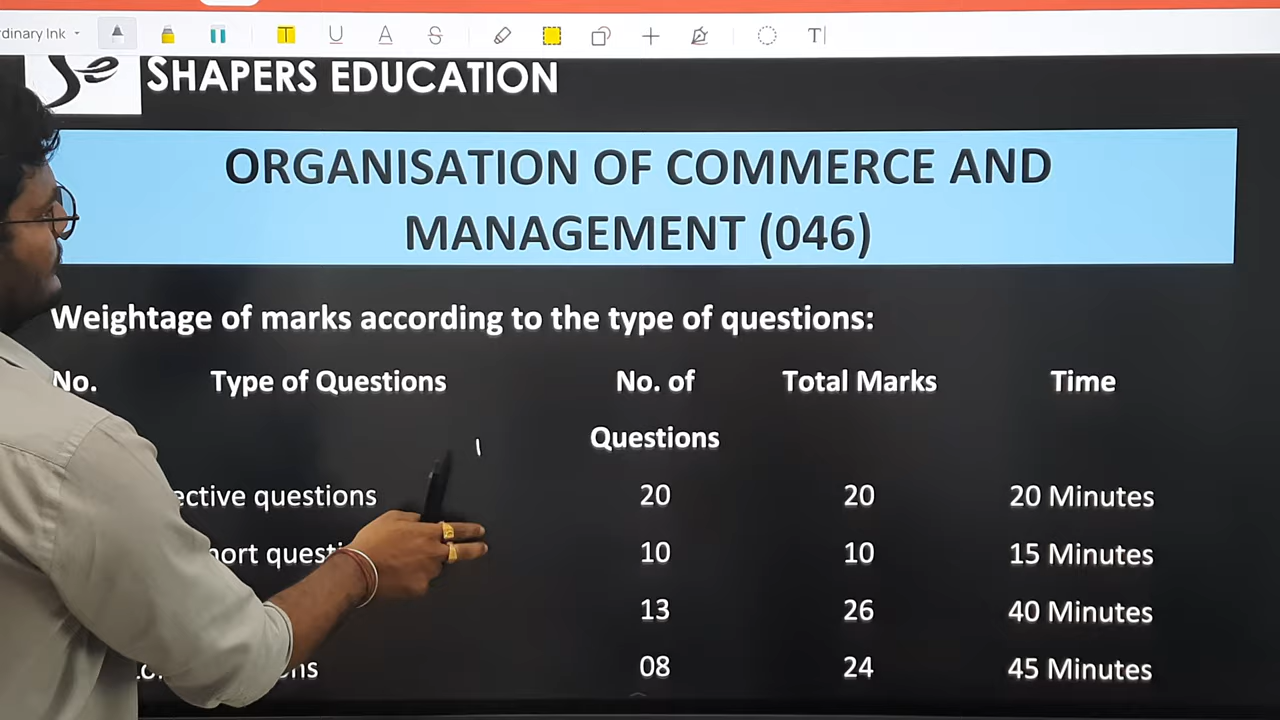 dinary Ink
SHAPERS EDUCATION
ORGANISATION OF COMMERCE AND
MANAGEMENT (046)
Weightage of marks according to the type of questions:
No. Type of Questions No. of Total Marks Time
Questions
ective questions 20 20 20 Minutes
hort questi 10 10 15 Minutes
13 26 40 Minutes
08 24 45 Minutes